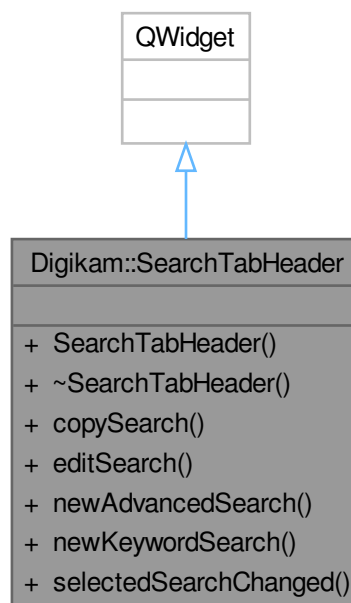 QWidget
Digikam::SearchTabHeader
+ SearchTabHeader()
+ ~SearchTabHeader()
+ copySearch()
+ editSearch()
+ newAdvancedSearch()
+ newKeywordSearch()
+ selectedSearchChanged()